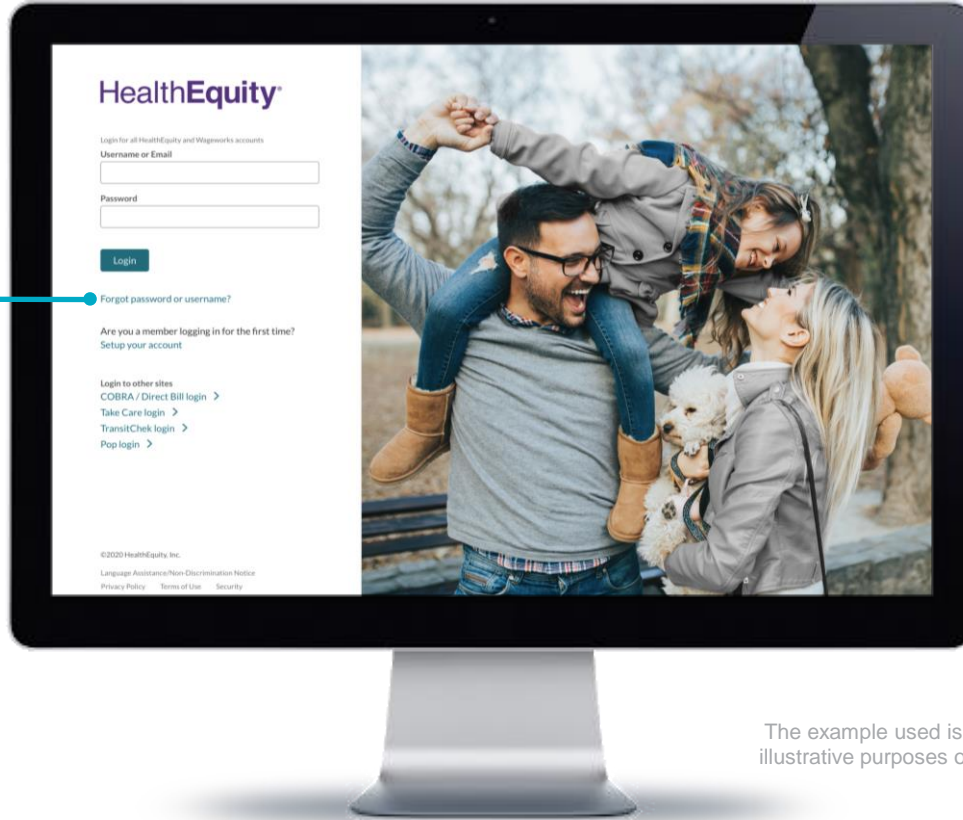 HealthEquity
Login for all HealthEquity and Wageworks accounts
Username or Email
Password
Login
Forgot password or username?
Are you a member logging in for the first time?
Setup your account
Login to other sites
COBRA / Direct Bill login >
Take Care login >
TransitChek login >
Pop login >
©2020 HealthEquity, Inc.
Language Assistance/Non-Discrimination Notice
Privacy Policy Terms of Use Security
The example used is
illustrative purposes